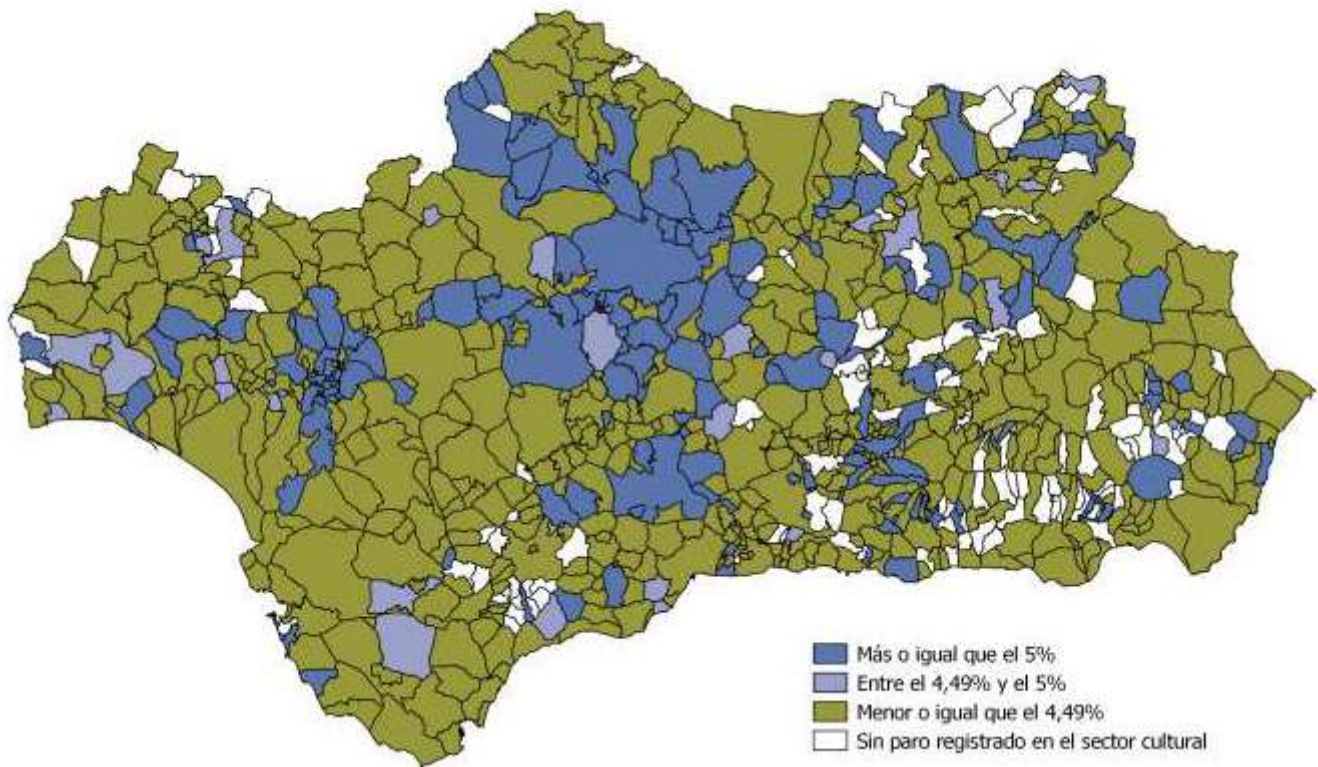 Más o igual que el 5%
Entre el 4,49% y el 5%
Menor o igual que el 4,49%
Sin paro registrado en el sector cultural